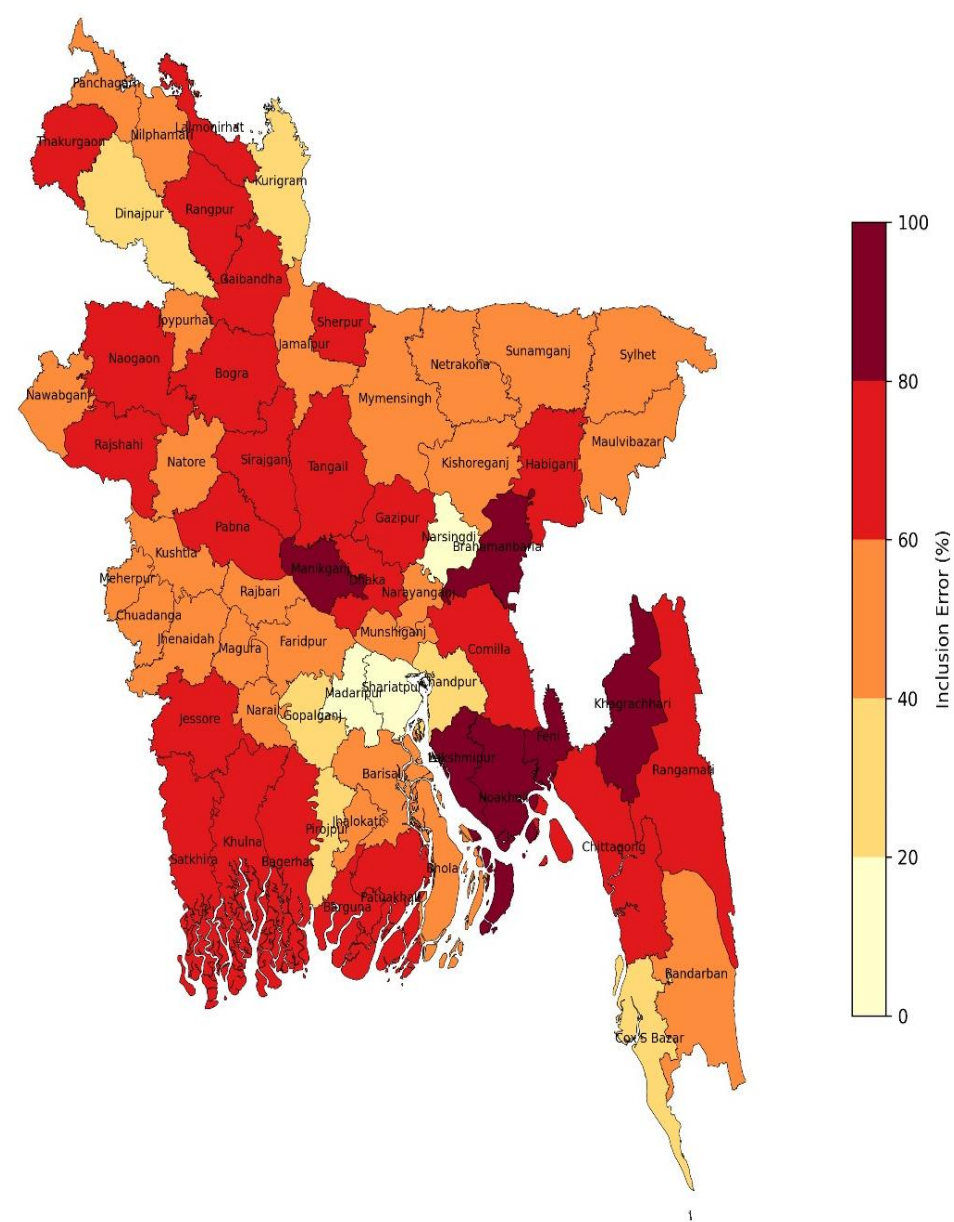 Panchagarh
Lalmonirhat
Nilphamari
Thakurgaon
Kurigram
Rangpur
Dinajpur
Gaibandha
Joypurhat
Sherpur
Jamalpur
Sunamganj
Sylhet
Naogaon
Netrakona
Bogra
Nawabganj
Mymensingh
Maulvibazar
Rajshahi
Natore
Sirajganj
Tangail
Kishoreganj
Habiganj
Gazipur
Pabna
Narsingdi
Brahamanbaria
Kushtia
Manikganj
Meherpur
Dhaka
Rajbari
Narayanganj
Chuadanga
Munshiganj
Jhenaidah
Magura
Faridpur
Comilla
Shariatpur
Chandpur
Madaripur
Khagrachhari
Narail
Gopalganj
Jessore
Feni
Lakshmipur
Rangamati
Barisal
Noakhali
Jhalokati
Pirojpur
Khulna
Chittagong
Satkhira
Bagerhat
Bhola
Patuakhali
Barguna
Bandarban
Cox'S Bazar
100
80
60
40
20
0
Inclusion Error (%)